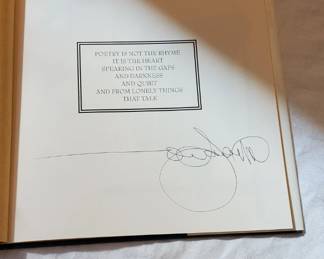 POETRY IS NOT THE RHYME
IT IS THE HEART
SPEAKING IN THE GAPS
AND DARKNESS
AND QUIET
AND FROM LONELY THINGS
THAT TALK